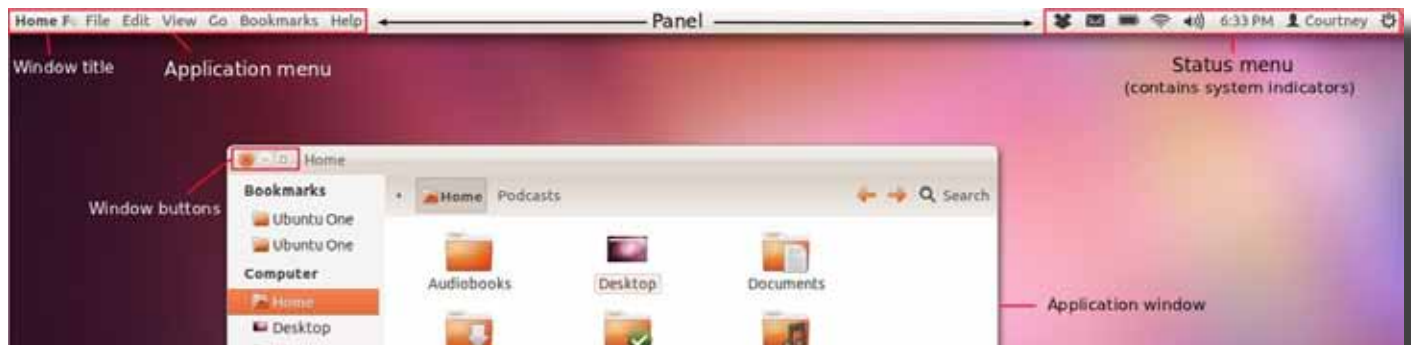 Home F File Edit View Go Bookmarks Help Panel 6:33 PM Courtney
Window title Application menu
Status menu
(contains system indicators)
Home
Window buttons
Bookmarks
Ubuntu One
Ubuntu One
Computer
Home
Desktop
Home Podcasts Search
Audiobooks Desktop Documents
Application window